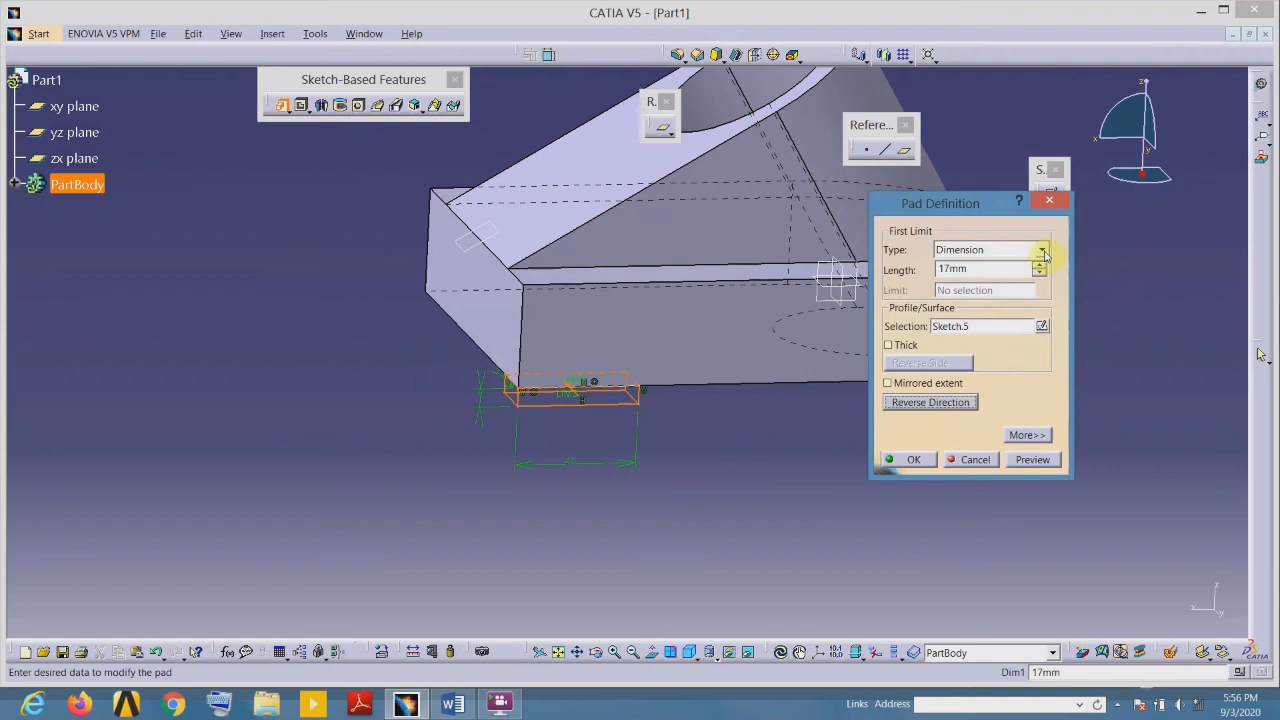 CATIA V5 - [Part1]
Start ENOVIA V5 VPM File Edit View Insert Tools Window Help
Part1
xy plane
yz plane
zx plane
PartBody
Sketch-Based Features
R.
Refere...
S.
z
x
y
Pad Definition ?
First Limit
Type: Dimension
Length: 17mm
Limit: No selection
Profile/Surface
Selection: Sketch.5
Thick
Reverse Side
Mirrored extent
Reverse Direction
More>>
OK Cancel Preview
40
z
x
y
f(x)
PartBody
CATIA
Enter desired data to modify the pad
Dim1 17mm
Links Address
5:56 PM
9/3/2020